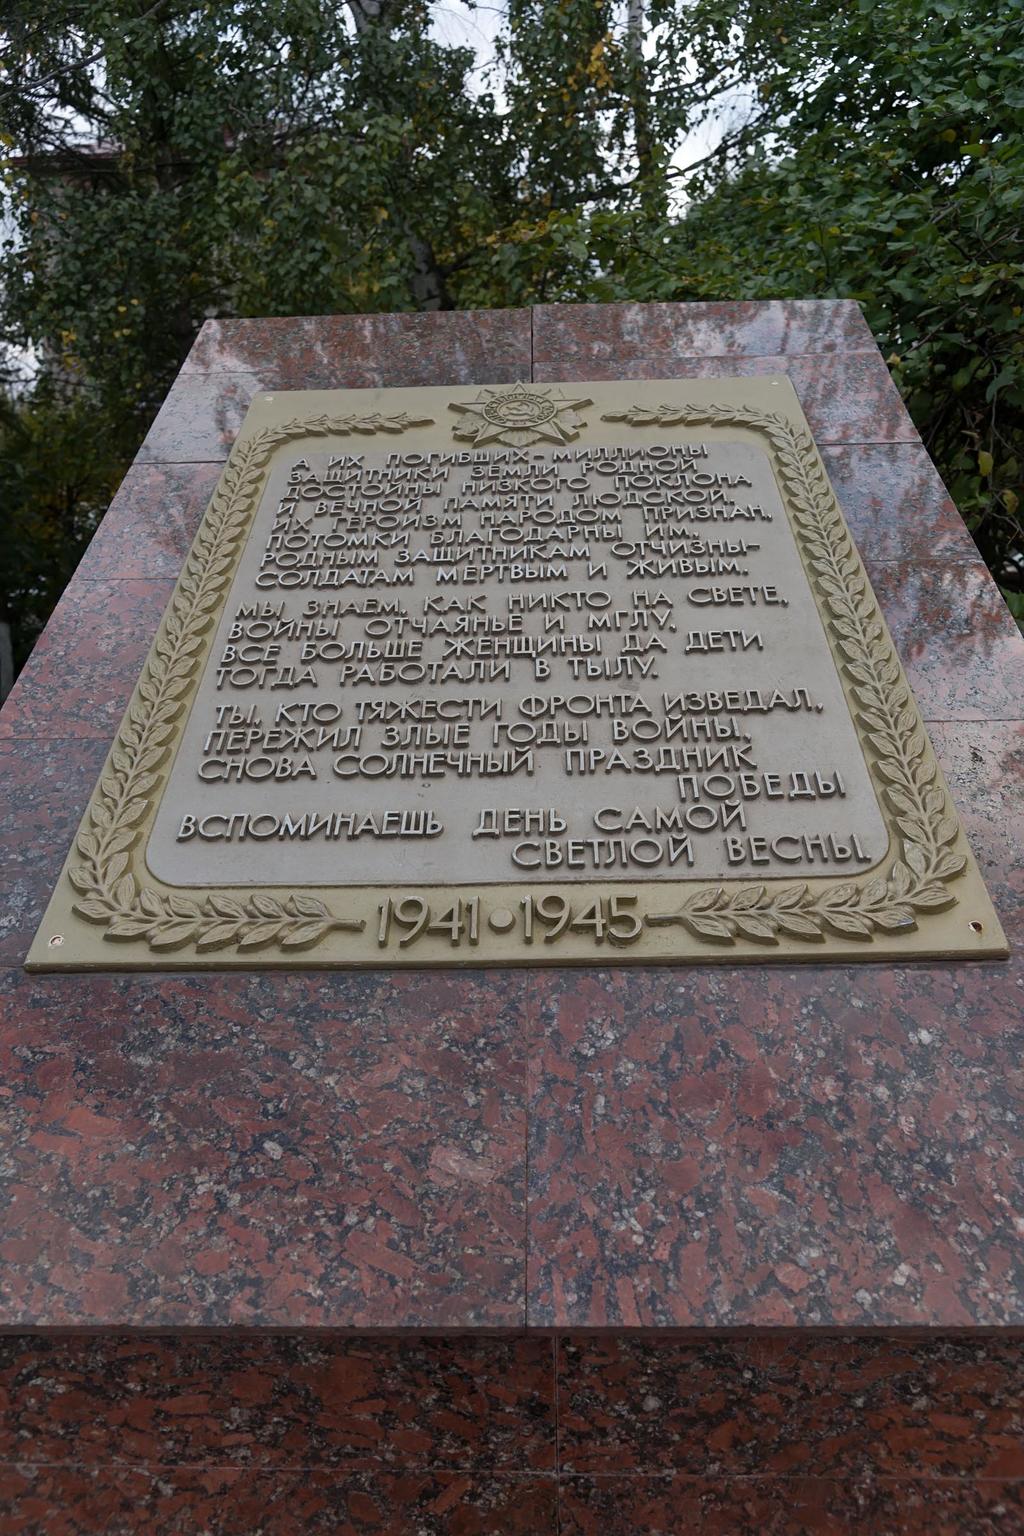 А ИХ ПОГИБШИХ - МИЛЛИОНЫ
ЗАЩИТНИКИ ЗЕМЛИ РОДНОЙ
ДОСТОЙНЫ НИЗКОГО ПОКЛОНА
И ВЕЧНОЙ ПАМЯТИ ЛЮДСКОЙ.
ИХ ГЕРОИЗМ НАРОДОМ ПРИЗНАН,
ПОТОМКИ БЛАГОДАРНЫ ИМ,
РОДНЫМ ЗАЩИТНИКАМ ОТЧИЗНЫ–
СОЛДАТАМ МЕРТВЫМ И ЖИВЫМ.
МЫ ЗНАЕМ, КАК НИКТО НА СВЕТЕ,
ВОЙНЫ ОТЧАЯНЬЕ И МГЛУ,
ВСЕ БОЛЬШЕ ЖЕНЩИНЫ ДА ДЕТИ
ТОГДА РАБОТАЛИ В ТЫЛУ.
ТЫ, КТО ТЯЖЕСТИ ФРОНТА ИЗВЕДАЛ,
ПЕРЕЖИЛ ЗЛЫЕ ГОДЫ ВОЙНЫ,
СНОВА СОЛНЕЧНЫЙ ПРАЗДНИК
ПОБЕДЫ
ВСПОМИНАЕШЬ ДЕНЬ САМОЙ
СВЕТЛОЙ ВЕСНЫ.
1941•1945